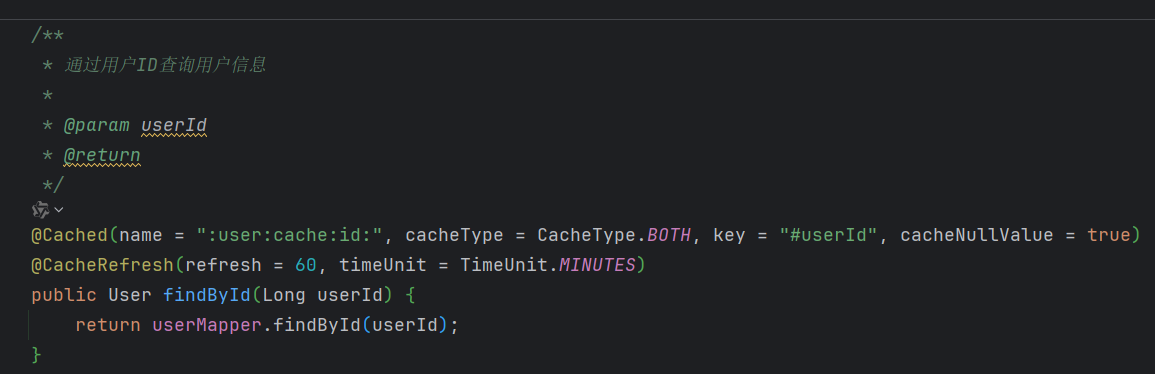 /**
 * 通过用户ID查询用户信息
 *
 * @param userId
 * @return
 */
@Cached(name = ":user:cache:id:", cacheType = CacheType.BOTH, key = "#userId", cacheNullValue = true)
@CacheRefresh(refresh = 60, timeUnit = TimeUnit.MINUTES)
public User findById(Long userId) {
    return userMapper.findById(userId);
}